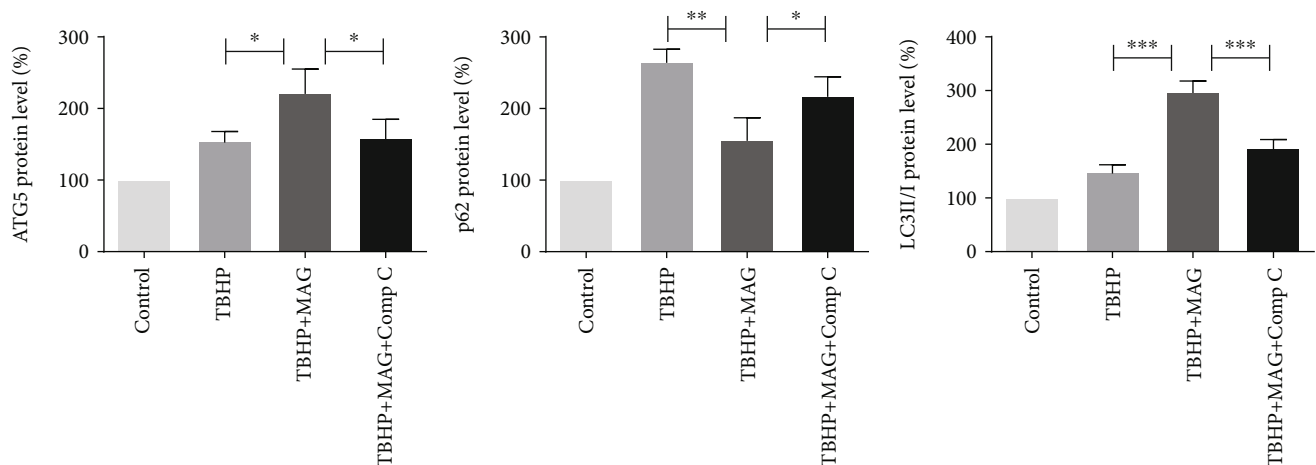 ATG5 protein level (%)
300
200
100
0
*
*
Control
TBHP
TBHP+MAG
TBHP+MAG+Comp C
p62 protein level (%)
300
200
100
0
**
*
Control
TBHP
TBHP+MAG
TBHP+MAG+Comp C
LC3II/I protein level (%)
400
300
200
100
0
***
***
Control
TBHP
TBHP+MAG
TBHP+MAG+Comp C